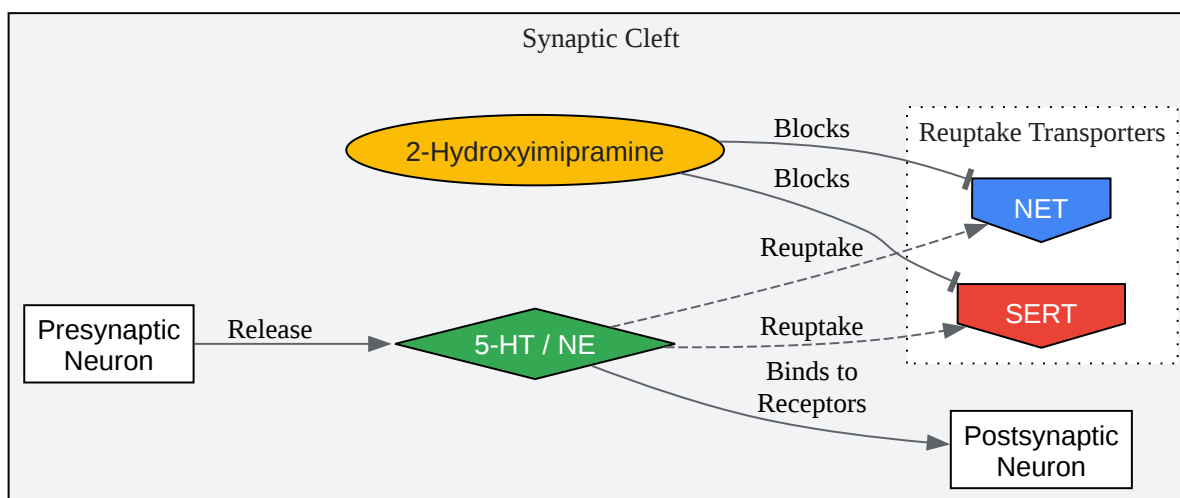 Synaptic Cleft
2-Hydroxyimipramine
Blocks
Blocks
Reuptake Transporters
NET
Reuptake
SERT
Presynaptic
Neuron
Release
5-HT / NE
Reuptake
Binds to
Receptors
Postsynaptic
Neuron